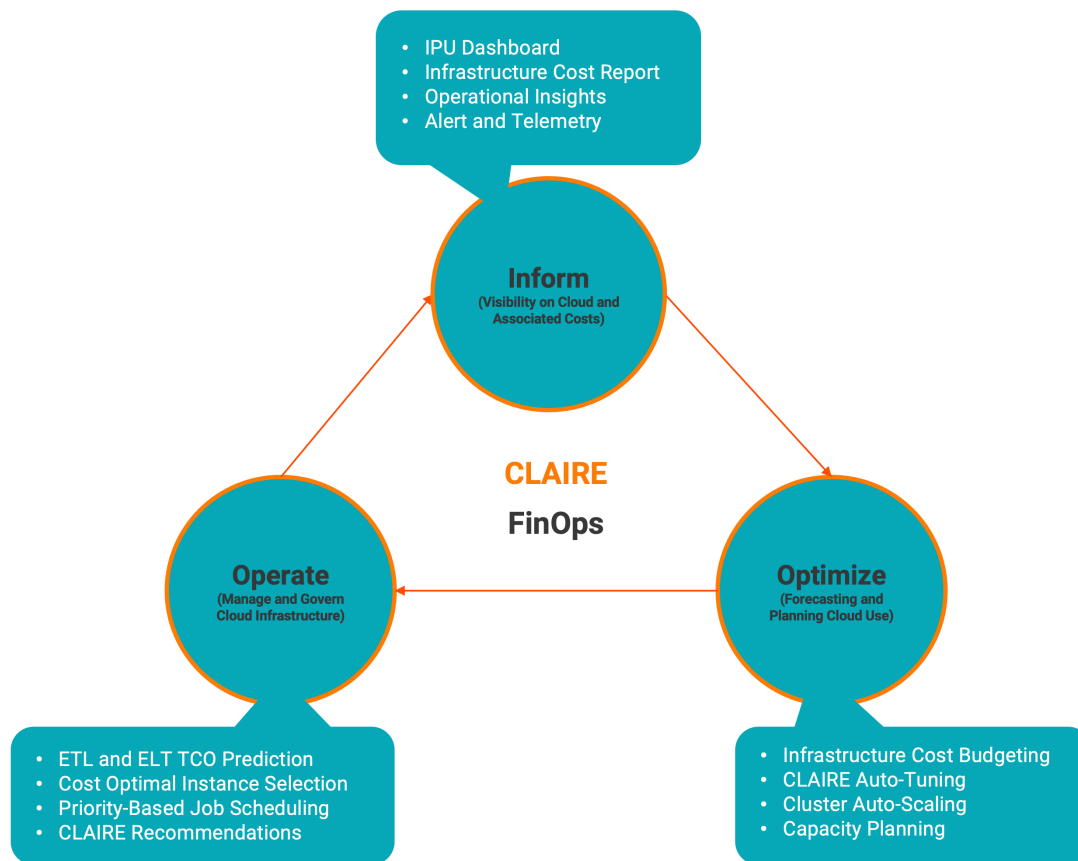 • IPU Dashboard
• Infrastructure Cost Report
• Operational Insights
• Alert and Telemetry
Inform
(Visibility on Cloud and
Associated Costs)
CLAIRE
FinOps
Operate
(Manage and Govern
Cloud Infrastructure)
Optimize
(Forecasting and
Planning Cloud Use)
• ETL and ELT TCO Prediction
• Cost Optimal Instance Selection
• Priority-Based Job Scheduling
• CLAIRE Recommendations
• Infrastructure Cost Budgeting
• CLAIRE Auto-Tuning
• Cluster Auto-Scaling
• Capacity Planning